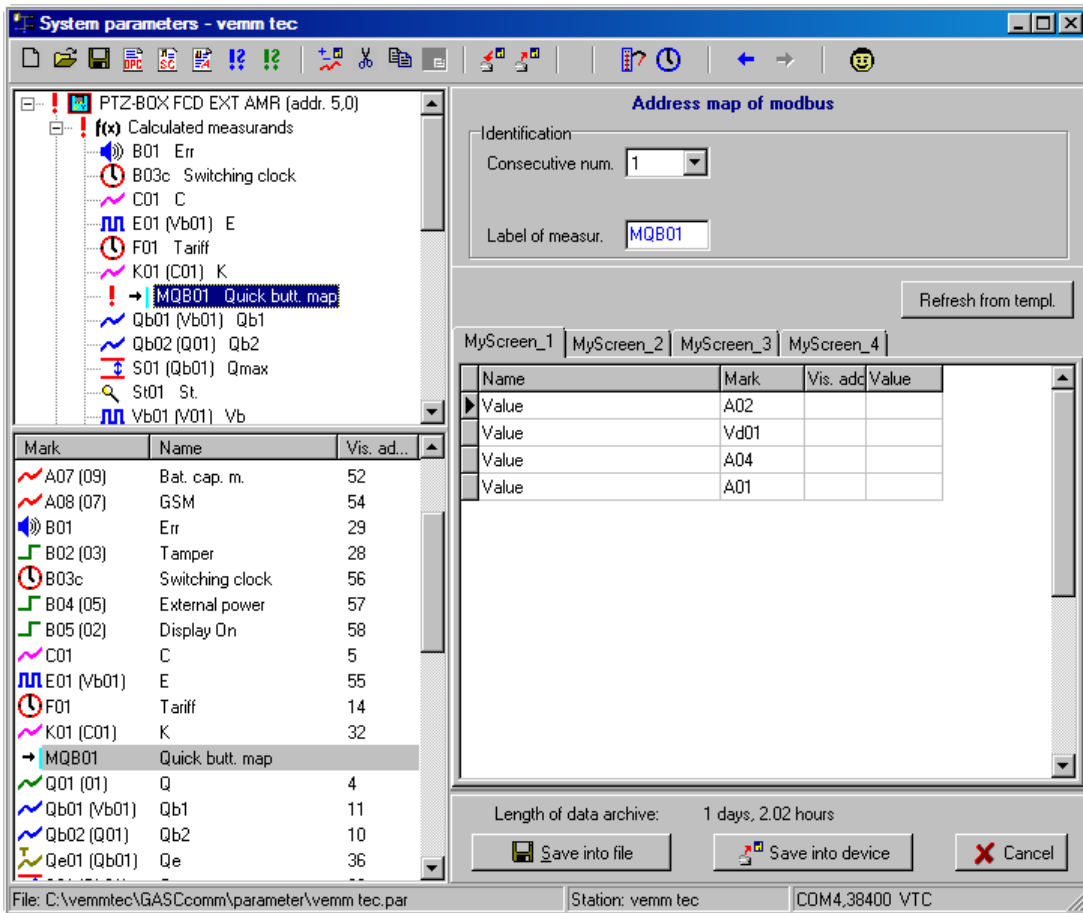 System parameters - vemm tec
OPC
SC
PTZ-BOX FCD EXT AMR (addr. 5,0)
f(x) Calculated measurands
B01 Err
B03c Switching clock
C01 C
E01 (Vb01) E
F01 Tariff
K01 (C01) K
MQB01 Quick butt. map
Qb01 (Vb01) Qb1
Qb02 (Q01) Qb2
S01 (Qb01) Qmax
St01 St.
Vb01 (V01) Vb
Mark Name Vis. ad...
A07 (09) Bat. cap. m. 52
A08 (07) GSM 54
B01 Err 29
B02 (03) Tamper 28
B03c Switching clock 56
B04 (05) External power 57
B05 (02) Display On 58
C01 C 5
E01 (Vb01) E 55
F01 Tariff 14
K01 (C01) K 32
MQB01 Quick butt. map
Q01 (01) Q 4
Qb01 (Vb01) Qb1 11
Qb02 (Q01) Qb2 10
Qe01 (Qb01) Qe 36
Address map of modbus
Identification
Consecutive num. 1
Label of measur. MQB01
Refresh from templ.
MyScreen_1 MyScreen_2 MyScreen_3 MyScreen_4
Name Mark Vis. add Value
Value A02
Value Vd01
Value A04
Value A01
Length of data archive: 1 days, 2.02 hours
Save into file Save into device Cancel
File: C:\vemmtec\GASCcomm\parameter\vemm tec.par Station: vemm tec COM4,38400 VTC